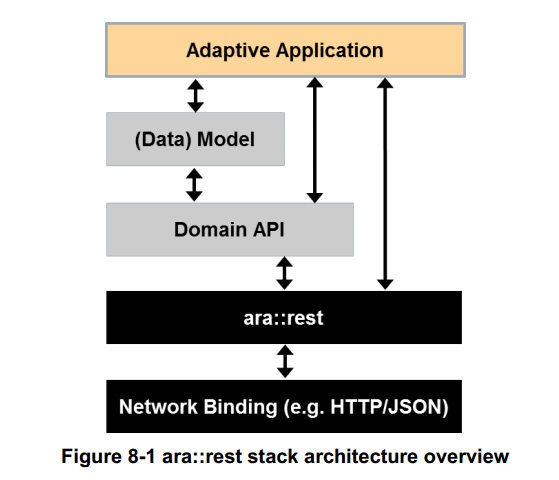 Adaptive Application
(Data) Model
Domain API
ara::rest
Network Binding (e.g. HTTP/JSON)
Figure 8-1 ara::rest stack architecture overview